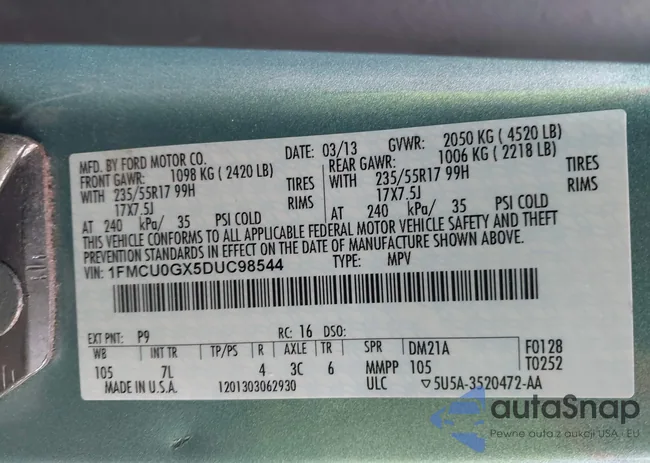 MFD. BY FORD MOTOR CO.
DATE: 03/13 GVWR: 2050 KG ( 4520 LB)
FRONT GAWR: 1098 KG ( 2420 LB) REAR GAWR: 1006 KG ( 2218 LB)
WITH 235/55R17 99H TIRES WITH 235/55R17 99H TIRES
17X7.5J RIMS 17X7.5J RIMS
AT 240 kPa/ 35 PSI COLD AT 240 kPa/ 35 PSI COLD
THIS VEHICLE CONFORMS TO ALL APPLICABLE FEDERAL MOTOR VEHICLE SAFETY AND THEFT
PREVENTION STANDARDS IN EFFECT ON THE DATE OF MANUFACTURE SHOWN ABOVE.
VIN: 1FMCU0GX5DUC98544 TYPE: MPV
EXT PNT: P9 RC: 16 DSO:
WB INT TR TP/PS R AXLE TR SPR DM21A F0128
105 7L 4 3C 6 MMPP 105 T0252
MADE IN U.S.A. 1201303062930 ULC ▽5U5A-3520472-AA
autaSnap
Pewne auta z aukcji USA - EU